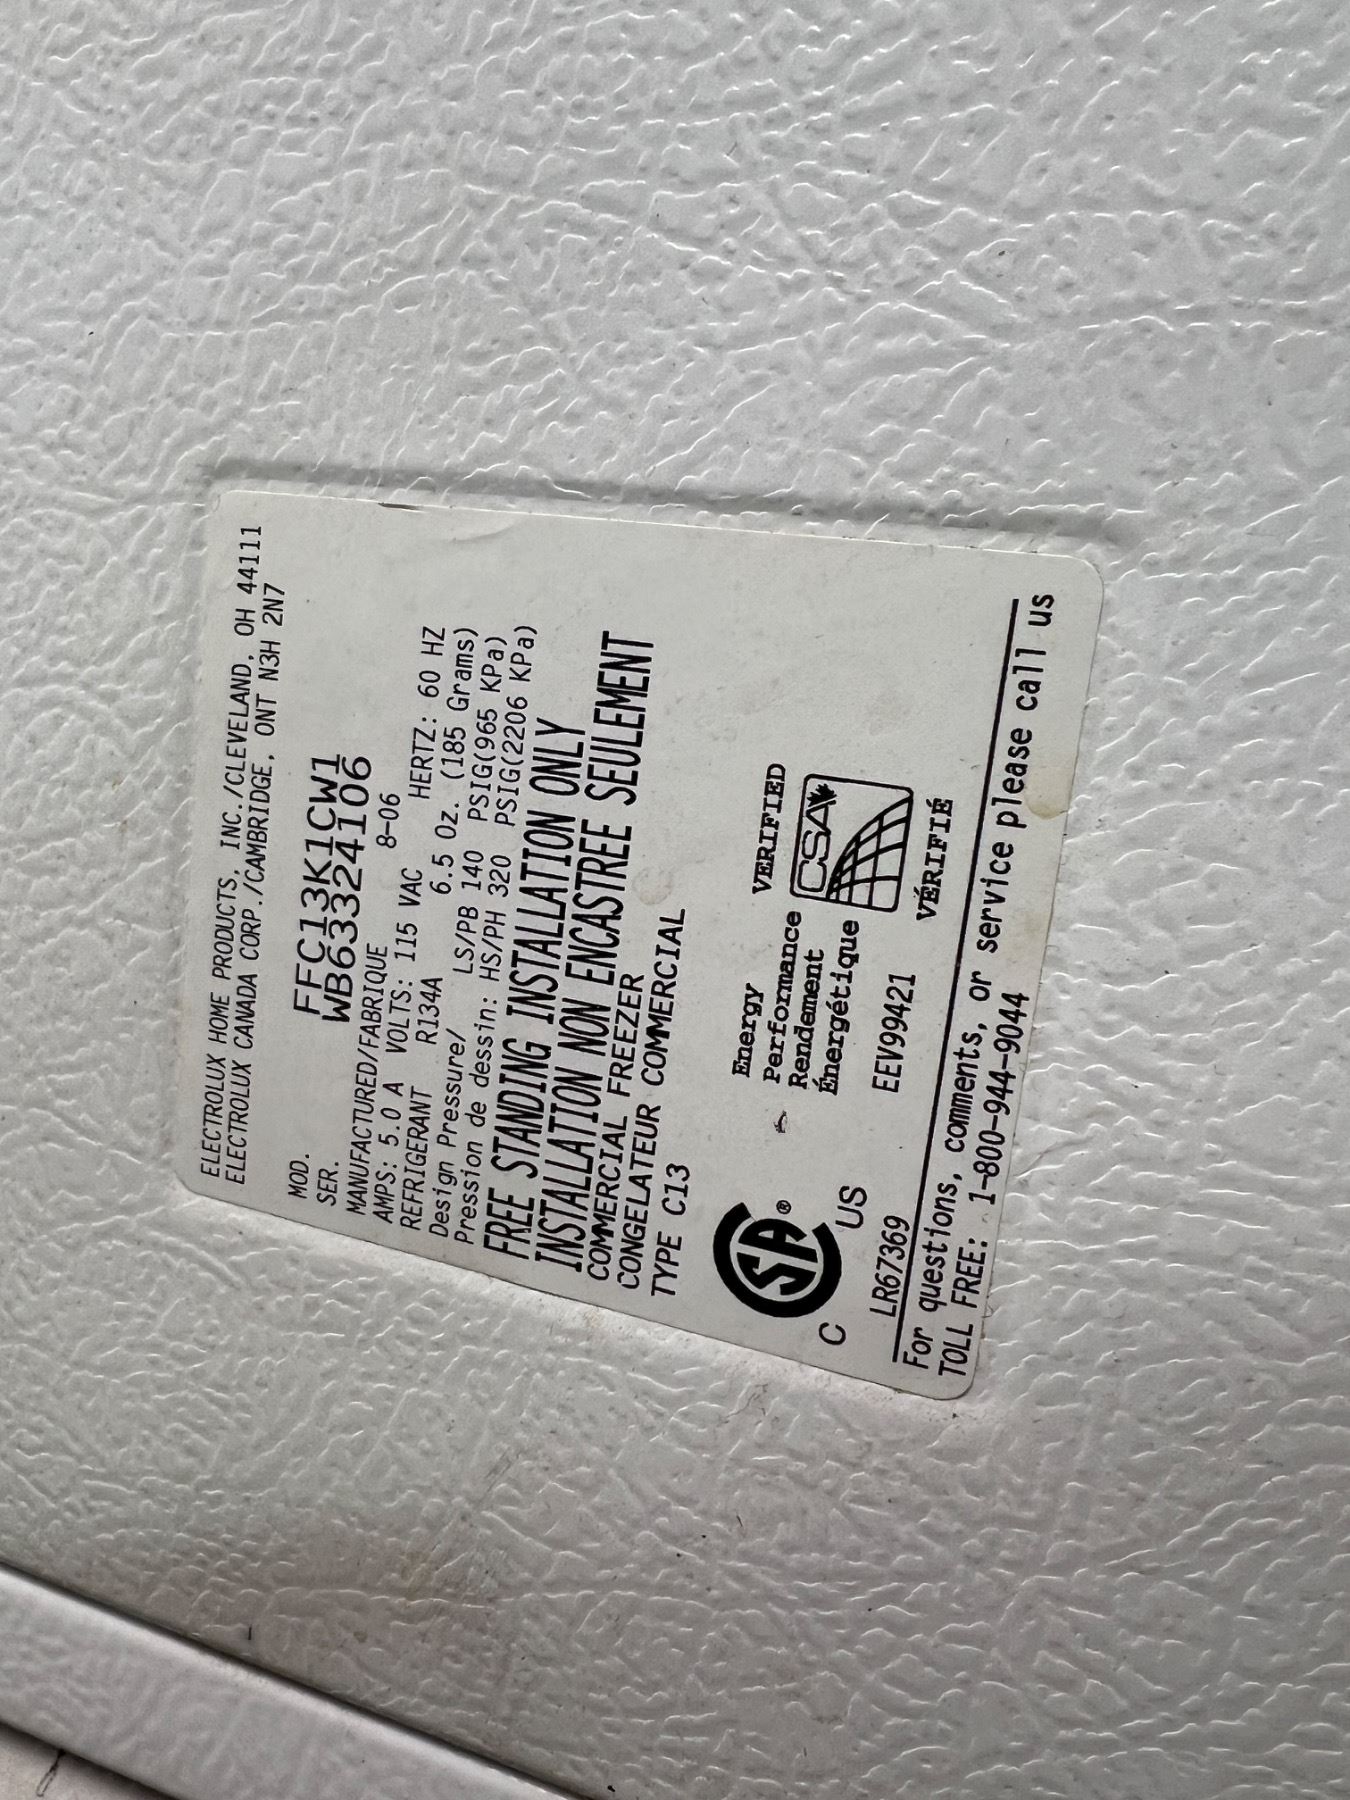 ELECTROLUX HOME PRODUCTS, INC./CLEVELAND, OH 44111
ELECTROLUX CANADA CORP./CAMBRIDGE, ONT N3H 2N7
MOD. FFC13K1CW1
SER. WB63324106
MANUFACTURED/FABRIQUE 8-06
AMPS: 5.0 A VOLTS: 115 VAC HERTZ: 60 HZ
REFRIGERANT R134A 6.5 Oz. (185 Grams)
Design Pressure/ LS/PB 140 PSIG(965 KPa)
Pression de dessin: HS/PH 320 PSIG(2206 KPa)
FREE STANDING INSTALLATION ONLY
INSTALLATION NON ENCASTREE SEULEMENT
COMMERCIAL FREEZER
CONGELATEUR COMMERCIAL
TYPE C13
Energy VERIFIED
Performance
Rendement
Énergétique
CSA
VÉRIFIÉ
EEV99421
SA ®
C US
LR67369
For questions, comments, or service please call us
TOLL FREE: 1-800-944-9044